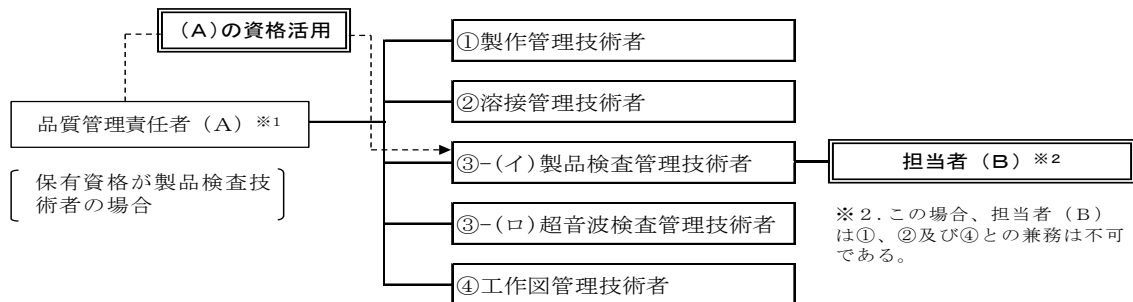 (A)の資格活用
①製作管理技術者
②溶接管理技術者
品質管理責任者(A)※1
③-(イ)製品検査管理技術者
担当者(B)※2
保有資格が製品検査技
術者の場合
③-(ロ)超音波検査管理技術者
※2.この場合、担当者(B)
は①、②及び④との兼務は不可
である。
④工作図管理技術者